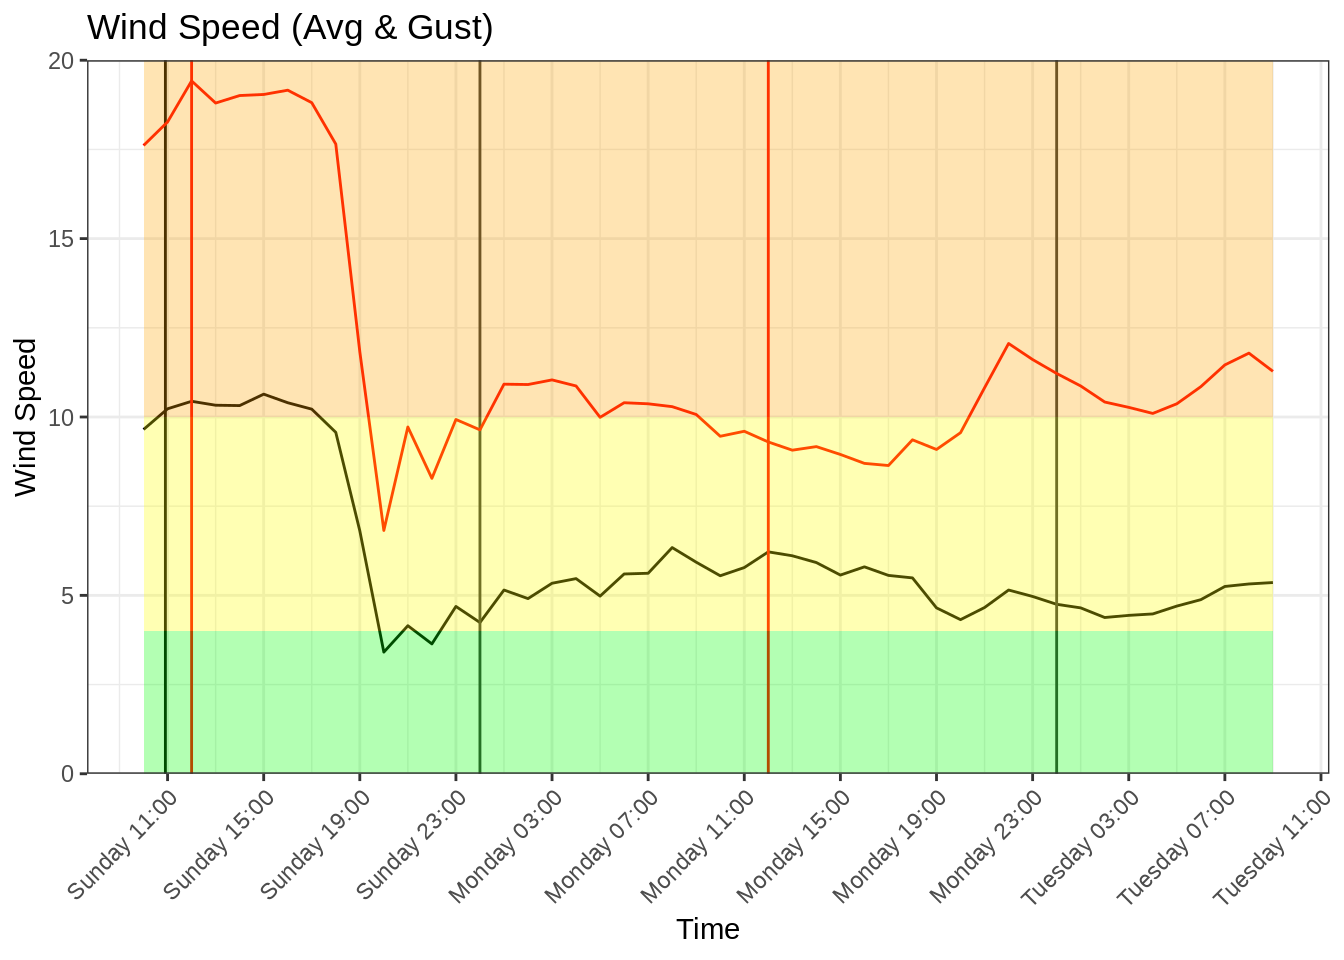 Wind Speed (Avg & Gust)
20
15
10
5
0
Wind Speed
Sunday 11:00
Sunday 15:00
Sunday 19:00
Sunday 23:00
Monday 03:00
Monday 07:00
Monday 11:00
Monday 15:00
Monday 19:00
Monday 23:00
Tuesday 03:00
Tuesday 07:00
Tuesday 11:00
Time